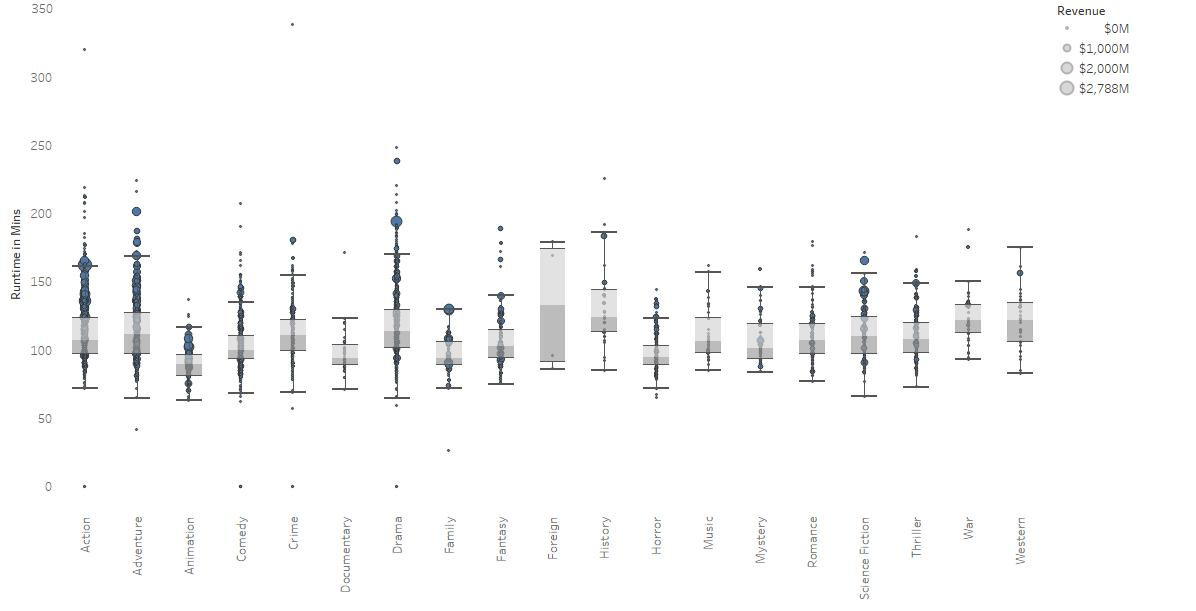 350
Revenue
$0M
$1,000M
$2,000M
$2,788M
300
250
200
150
100
50
0
Runtime in Mins
Action
Adventure
Animation
Comedy
Crime
Documentary
Drama
Family
Fantasy
Foreign
History
Horror
Music
Mystery
Romance
Science Fiction
Thriller
War
Western